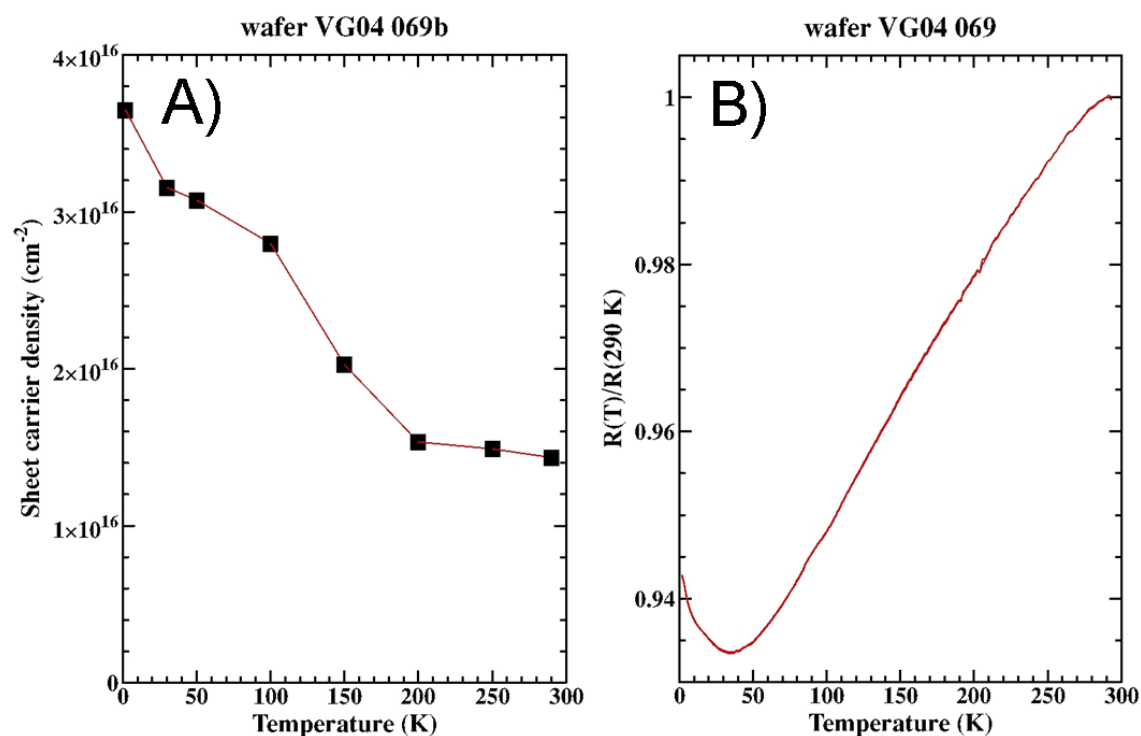 wafer VG04 069b
A)
4×10^16
3×10^16
2×10^16
1×10^16
0
Sheet carrier density (cm^-2)
0 50 100 150 200 250 300
Temperature (K)
wafer VG04 069
B)
1
0.98
0.96
0.94
R(T)/R(290 K)
0 50 100 150 200 250 300
Temperature (K)